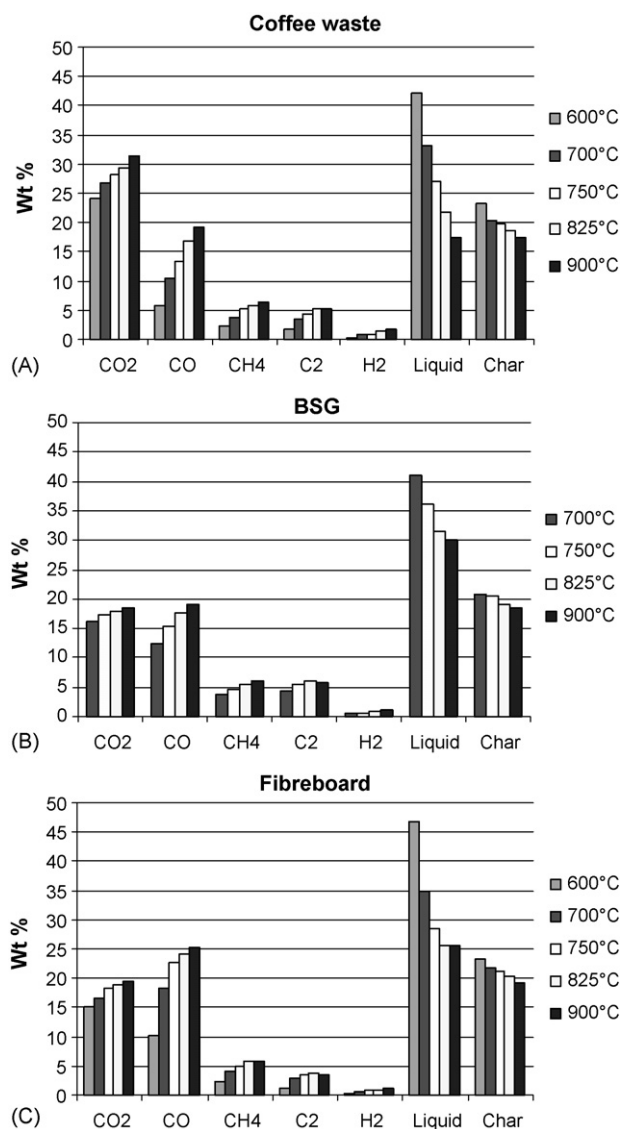 Coffee waste
Wt %
50
45
40
35
30
25
20
15
10
5
0
CO2 CO CH4 C2 H2 Liquid Char
600°C
700°C
750°C
825°C
900°C
(A)
BSG
Wt %
50
45
40
35
30
25
20
15
10
5
0
CO2 CO CH4 C2 H2 Liquid Char
700°C
750°C
825°C
900°C
(B)
Fibreboard
Wt %
50
45
40
35
30
25
20
15
10
5
0
CO2 CO CH4 C2 H2 Liquid Char
600°C
700°C
750°C
825°C
900°C
(C)